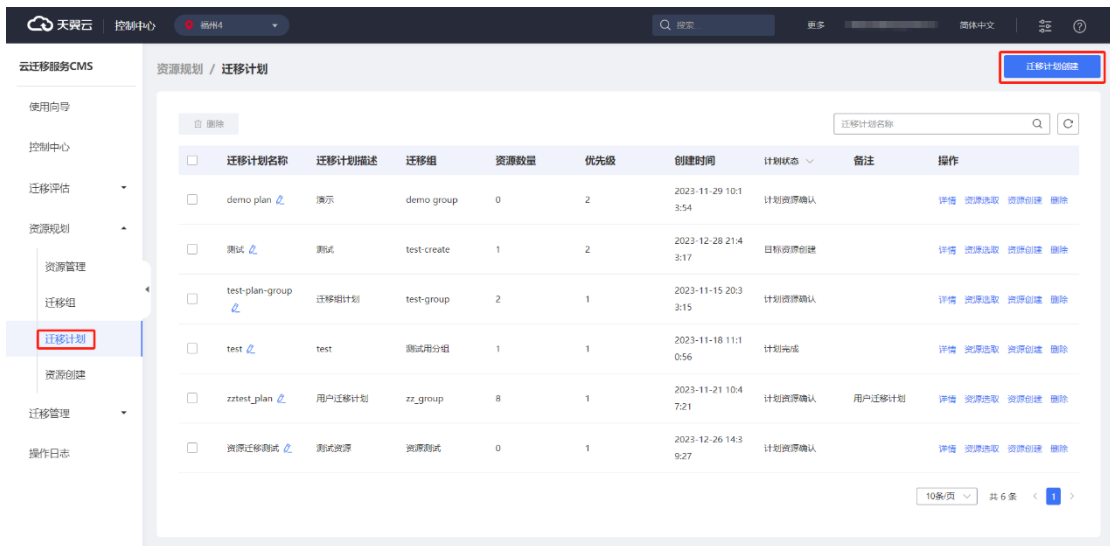 天翼云 控制中心 福州4 搜索... 更多 简体中文
云迁移服务CMS
使用向导
控制中心
迁移评估
资源规划
资源管理
迁移组
迁移计划
资源创建
迁移管理
操作日志
资源规划 / 迁移计划
迁移计划创建
删除
迁移计划名称
迁移计划名称 迁移计划描述 迁移组 资源数量 优先级 创建时间 计划状态 备注 操作
demo plan 演示 demo group 0 2 2023-11-29 10:1 计划资源确认 详情 资源选取 资源创建 删除
3:54
测试 测试 test-create 1 2 2023-12-28 21:4 目标资源创建 详情 资源选取 资源创建 删除
3:17
test-plan-group 迁移组计划 test-group 2 1 2023-11-15 20:3 计划资源确认 详情 资源选取 资源创建 删除
3:15
test test 测试用分组 1 1 2023-11-18 11:1 计划完成 详情 资源选取 资源创建 删除
0:56
zztest_plan 用户迁移计划 zz_group 8 1 2023-11-21 10:4 计划资源确认 用户迁移计划 详情 资源选取 资源创建 删除
7:21
资源迁移测试 测试资源 资源测试 0 1 2023-12-26 14:3 计划资源确认 详情 资源选取 资源创建 删除
9:27
10条/页 共 6 条 < 1 >